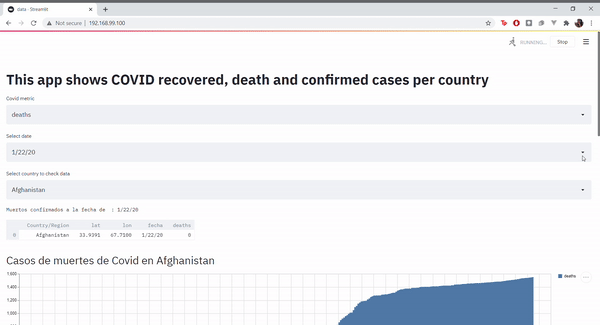 data · Streamlit
Not secure | 192.168.99.100
RUNNING...
Stop
This app shows COVID recovered, death and confirmed cases per country
Covid metric
deaths
Select date
1/22/20
Select country to check data
Afghanistan
Muertos confirmados a la fecha de : 1/22/20
Country/Region lat lon fecha deaths
0 Afghanistan 33.9391 67.7100 1/22/20 0
Casos de muertes de Covid en Afghanistan
1,600
1,400
1,200
1,000
deaths